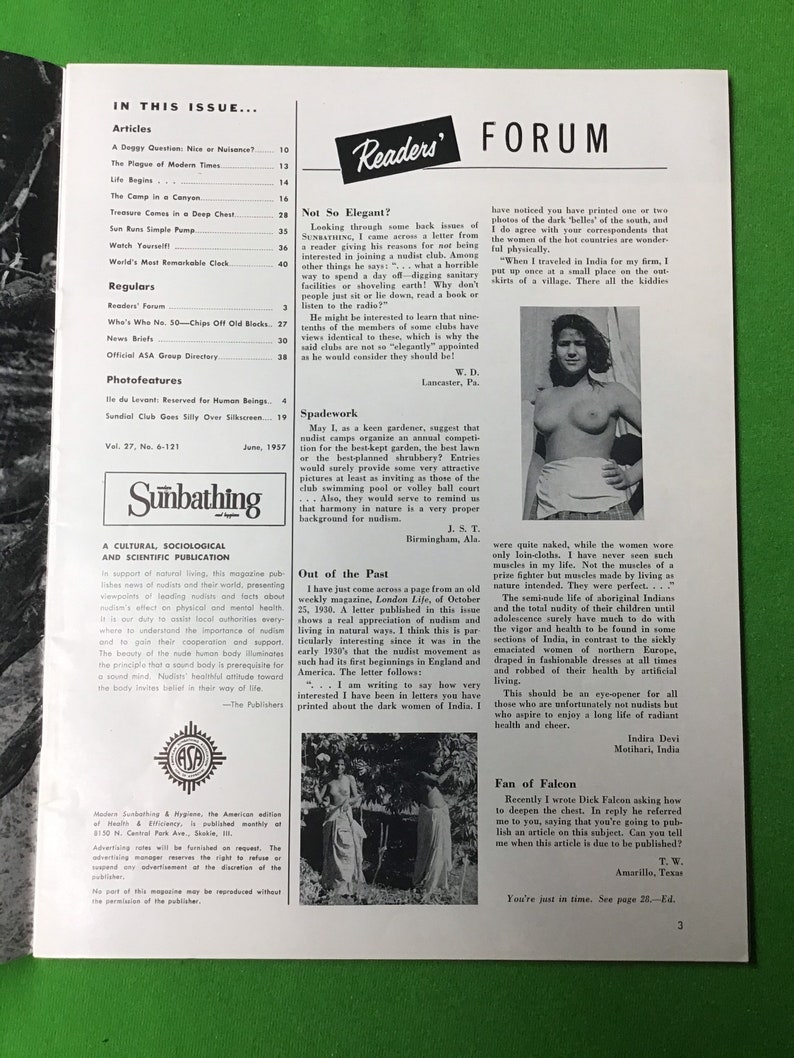 IN THIS ISSUE...
Articles
A Doggy Question: Nice or Nuisance?........ 10
The Plague of Modern Times.................... 13
Life Begins . . . .............................. 14
The Camp in a Canyon......................... 16
Treasure Comes in a Deep Chest............... 28
Sun Runs Simple Pump........................ 35
Watch Yourself! ............................. 36
World's Most Remarkable Clock................ 40
Regulars
Readers' Forum .............................. 3
Who's Who No. 50—Chips Off Old Blocks.. 27
News Briefs ................................. 30
Official ASA Group Directory................. 38
Photofeatures
Ile du Levant: Reserved for Human Beings.. 4
Sundial Club Goes Silly Over Silkscreen.... 19
Vol. 27, No. 6-121 June, 1957
modern
Sunbathing
and hygiene
A CULTURAL, SOCIOLOGICAL
AND SCIENTIFIC PUBLICATION
In support of natural living, this magazine pub-
lishes news of nudists and their world, presenting
viewpoints of leading nudists and facts about
nudism's effect on physical and mental health.
It is our duty to assist local authorities every-
where to understand the importance of nudism
and to gain their cooperation and support.
The beauty of the nude human body illuminates
the principle that a sound body is prerequisite for
a sound mind. Nudists' healthful attitude toward
the body invites belief in their way of life.
—The Publishers
ASA
Modern Sunbathing & Hygiene, the American edition
of Health & Efficiency, is published monthly at
8150 N. Central Park Ave., Skokie, Ill.
Advertising rates will be furnished on request. The
advertising manager reserves the right to refuse or
suspend any advertisement at the discretion of the
publisher.
No part of this magazine may be reproduced without
the permission of the publisher.
Readers' FORUM
Not So Elegant?
Looking through some back issues of
SUNBATHING, I came across a letter from
a reader giving his reasons for not being
interested in joining a nudist club. Among
other things he says: ". . . what a horrible
way to spend a day off—digging sanitary
facilities or shoveling earth! Why don't
people just sit or lie down, read a book or
listen to the radio?"
He might be interested to learn that nine-
tenths of the members of some clubs have
views identical to these, which is why the
said clubs are not so "elegantly" appointed
as he would consider they should be!
W. D.
Lancaster, Pa.
Spadework
May I, as a keen gardener, suggest that
nudist camps organize an annual competi-
tion for the best-kept garden, the best lawn
or the best-planned shrubbery? Entries
would surely provide some very attractive
pictures at least as inviting as those of the
club swimming pool or volley ball court
. . . Also, they would serve to remind us
that harmony in nature is a very proper
background for nudism.
J. S. T.
Birmingham, Ala.
Out of the Past
I have just come across a page from an old
weekly magazine, London Life, of October
25, 1930. A letter published in this issue
shows a real appreciation of nudism and
living in natural ways. I think this is par-
ticularly interesting since it was in the
early 1930's that the nudist movement as
such had its first beginnings in England and
America. The letter follows:
". . . I am writing to say how very
interested I have been in letters you have
printed about the dark women of India. I
have noticed you have printed one or two
photos of the dark 'belles' of the south, and
I do agree with your correspondents that
the women of the hot countries are wonder-
ful physically.
"When I traveled in India for my firm, I
put up once at a small place on the out-
skirts of a village. There all the kiddies
were quite naked, while the women wore
only loin-cloths. I have never seen such
muscles in my life. Not the muscles of a
prize fighter but muscles made by living as
nature intended. They were perfect. . . ."
The semi-nude life of aboriginal Indians
and the total nudity of their children until
adolescence surely have much to do with
the vigor and health to be found in some
sections of India, in contrast to the sickly
emaciated women of northern Europe,
draped in fashionable dresses at all times
and robbed of their health by artificial
living.
This should be an eye-opener for all
those who are unfortunately not nudists but
who aspire to enjoy a long life of radiant
health and cheer.
Indira Devi
Motihari, India
Fan of Falcon
Recently I wrote Dick Falcon asking how
to deepen the chest. In reply he referred
me to you, saying that you're going to pub-
lish an article on this subject. Can you tell
me when this article is due to be published?
T. W.
Amarillo, Texas
You're just in time. See page 28.—Ed.
3